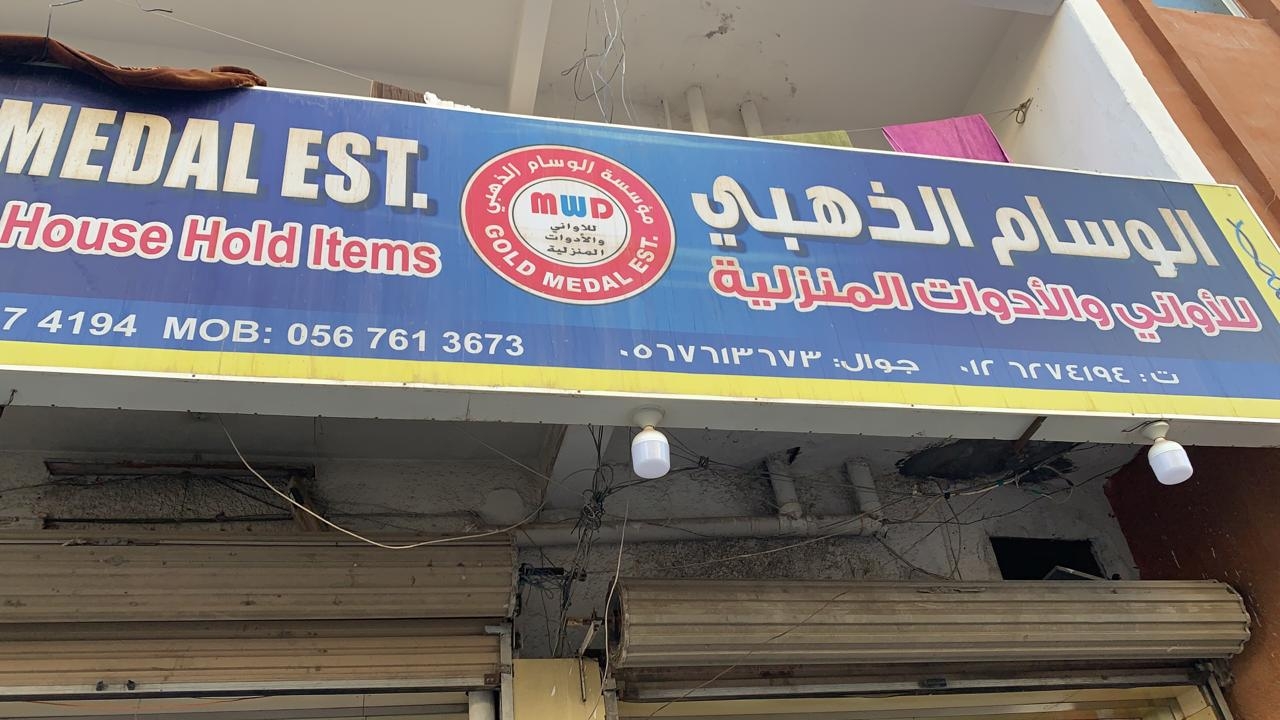 MEDAL EST.
House Hold Items
7 4194 MOB: 056 761 3673
مؤسسة الوسام الذهبي
MWD
للأواني
والأدوات
المنزلية
GOLD MEDAL EST.
الوسام الذهبي
للأواني والأدوات المنزلية
ت: ٠١٢ ٦٢٧٤١٩٤ جوال: ٠٥٦٧٦١٣٦٧٣